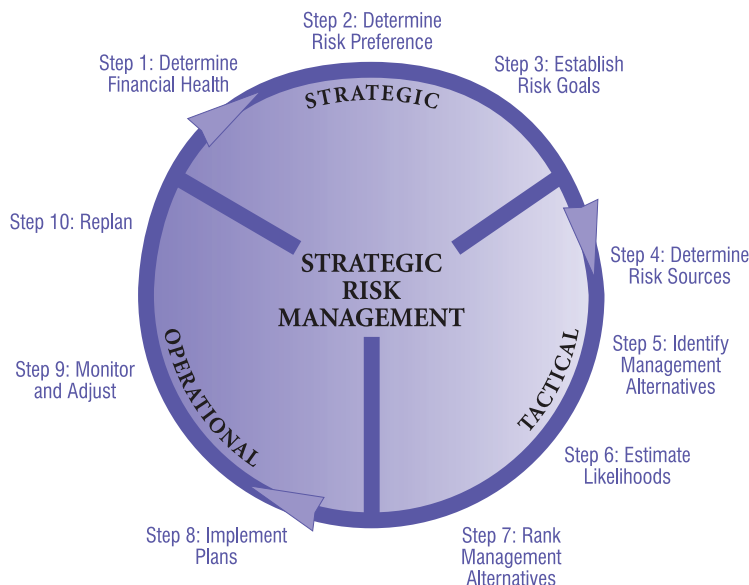 Step 1: Determine
Financial Health
Step 2: Determine
Risk Preference
Step 3: Establish
Risk Goals
STRATEGIC
Step 4: Determine
Risk Sources
Step 5: Identify
Management
Alternatives
Step 6: Estimate
Likelihoods
Step 7: Rank
Management
Alternatives
TACTICAL
Step 8: Implement
Plans
Step 9: Monitor
and Adjust
Step 10: Replan
OPERATIONAL
STRATEGIC
RISK
MANAGEMENT